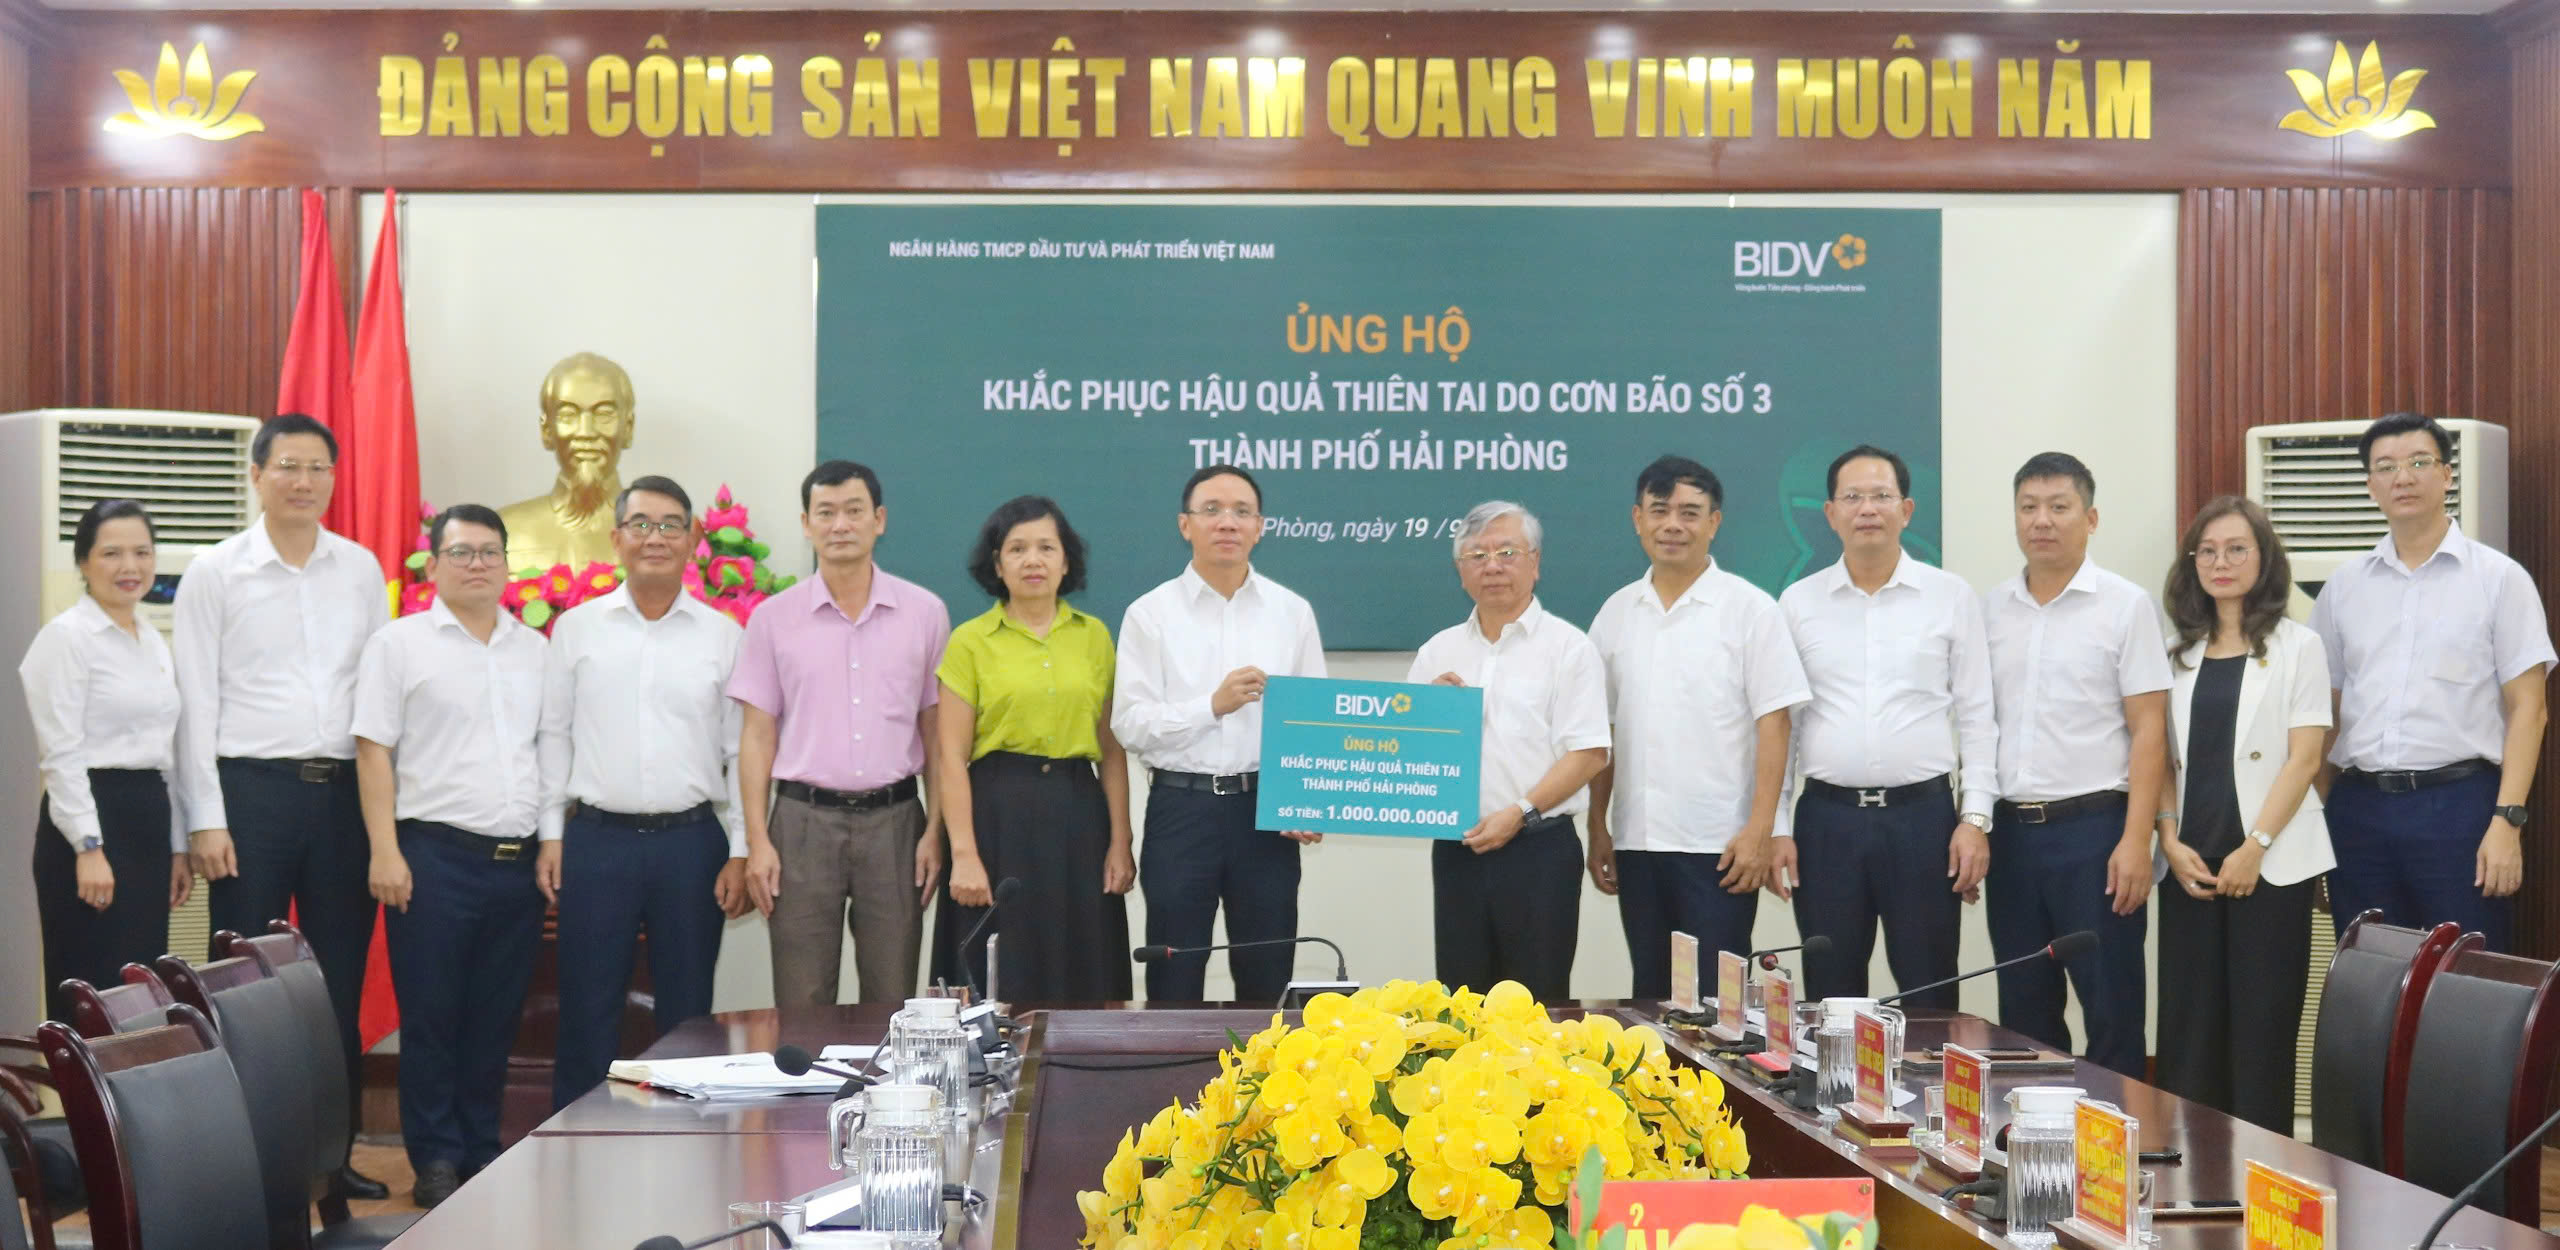 ĐẢNG CỘNG SẢN VIỆT NAM QUANG VINH MUÔN NĂM
NGÂN HÀNG TMCP ĐẦU TƯ VÀ PHÁT TRIỂN VIỆT NAM
BIDV
ỦNG HỘ
KHẮC PHỤC HẬU QUẢ THIÊN TAI DO CƠN BÃO SỐ 3
THÀNH PHỐ HẢI PHÒNG
Phòng, ngày 19 / 9
BIDV
ỦNG HỘ
KHẮC PHỤC HẬU QUẢ THIÊN TAI
THÀNH PHỐ HẢI PHÒNG
SỐ TIỀN: 1.000.000.000đ